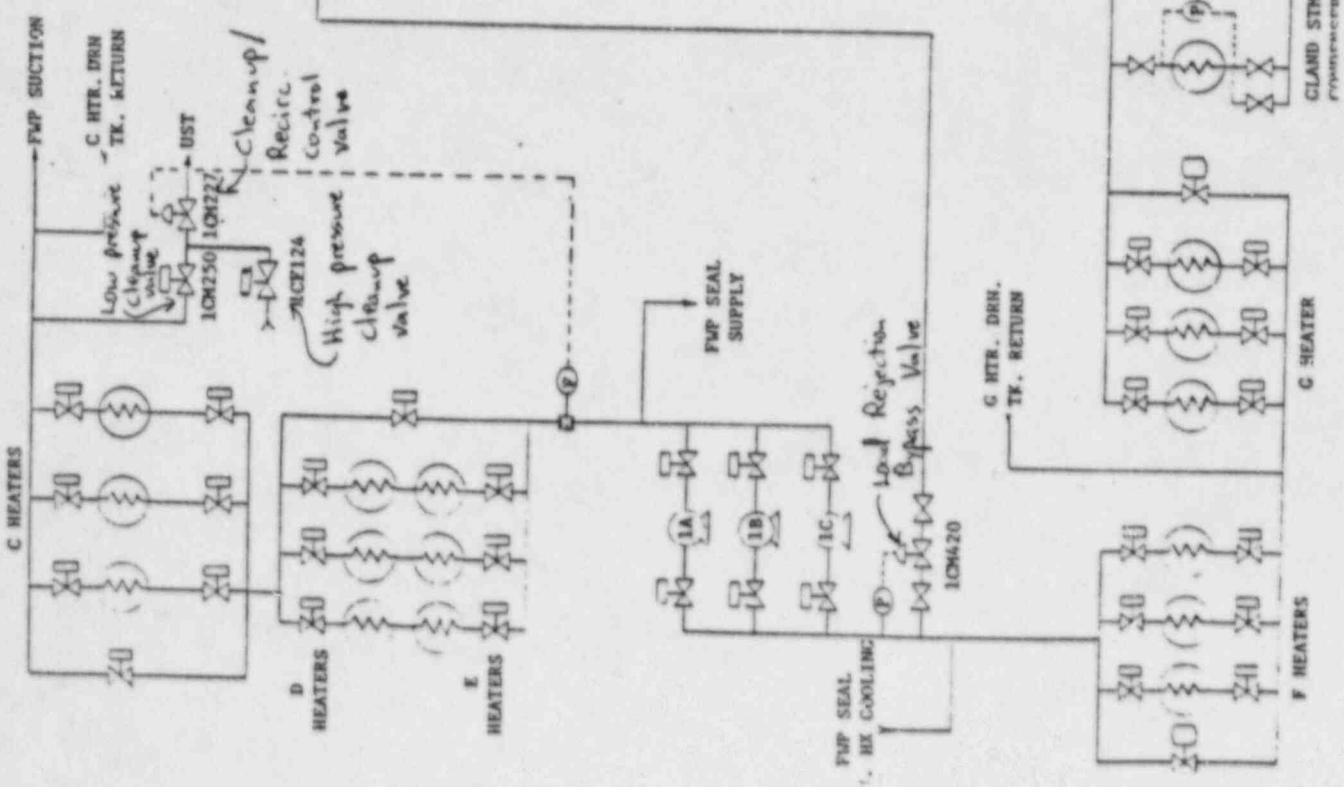 C HEATERS
FWP SUCTION
C HTR. DRN
TK. RETURN
UST
Cleanup/
Recirc.
Control
Valve
Low pressure
Cleanup
valve
1CM250
1CM227
1CF124
High pressure
Cleanup
valve
P
FWP SEAL
SUPPLY
D
HEATERS
E
HEATERS
1A
1B
1C
Load Rejection
Bypass Valve
P
1CM420
FWP SEAL
HX COOLING
G HTR. DRN.
TK. RETURN
F HEATERS
G HEATER
P
GLAND STM